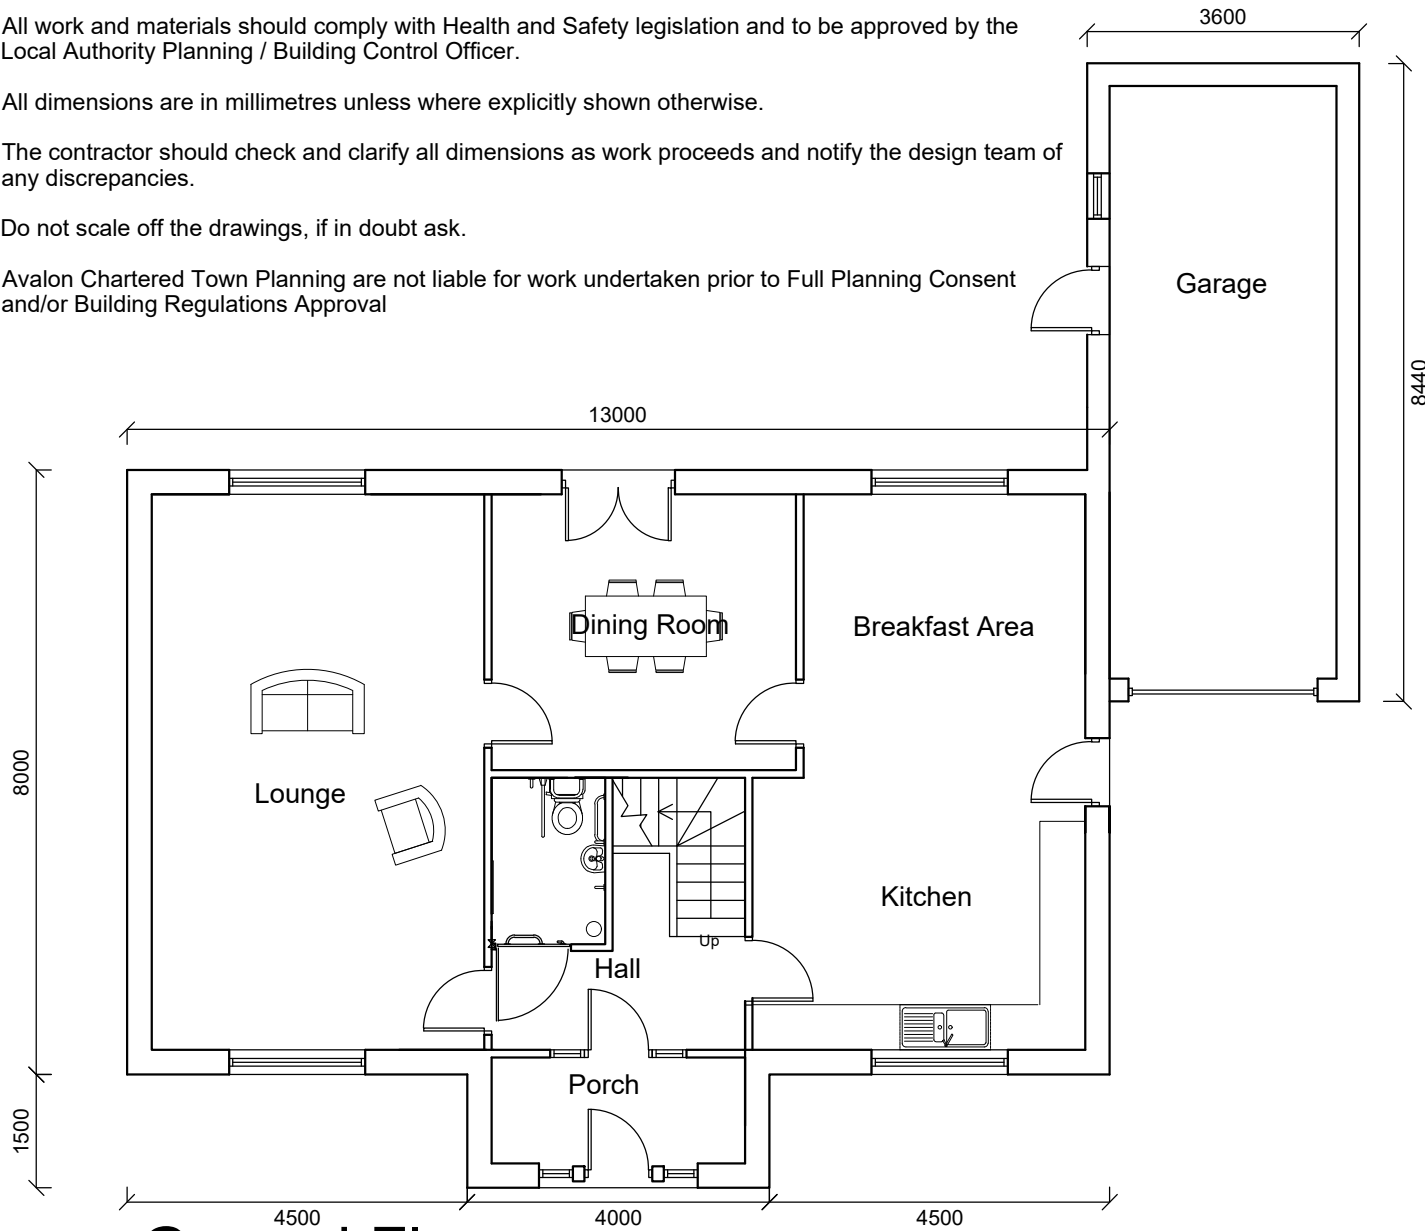 All work and materials should comply with Health and Safety legislation and to be approved by the
Local Authority Planning / Building Control Officer.
All dimensions are in millimetres unless where explicitly shown otherwise.
The contractor should check and clarify all dimensions as work proceeds and notify the design team of
any discrepancies.
Do not scale off the drawings, if in doubt ask.
Avalon Chartered Town Planning are not liable for work undertaken prior to Full Planning Consent
and/or Building Regulations Approval
3600
Garage
8440
13000
Dining Room
Breakfast Area
8000
Lounge
Kitchen
Up
Hall
Porch
1500
4500
4000
4500